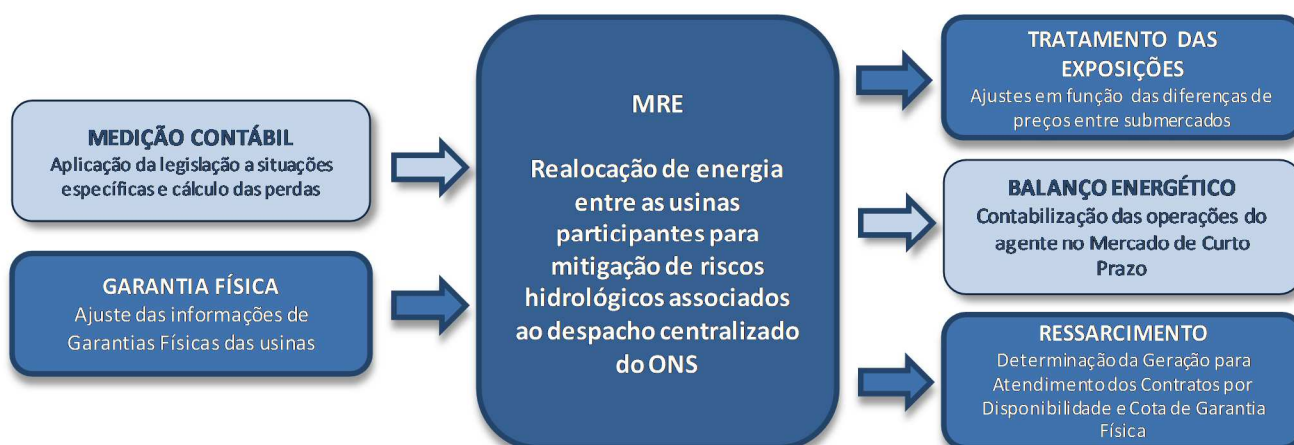 MEDIÇÃO CONTÁBIL
Aplicação da legislação a situações
específicas e cálculo das perdas
GARANTIA FÍSICA
Ajuste das informações de
Garantias Físicas das usinas
MRE
Realocação de energia
entre as usinas
participantes para
mitigação de riscos
hidrológicos associados
ao despacho centralizado
do ONS
TRATAMENTO DAS
EXPOSIÇÕES
Ajustes em função das diferenças de
preços entre submercados
BALANÇO ENERGÉTICO
Contabilização das operações do
agente no Mercado de Curto
Prazo
RESSARCIMENTO
Determinação da Geração para
Atendimento dos Contratos por
Disponibilidade e Cota de Garantia
Física